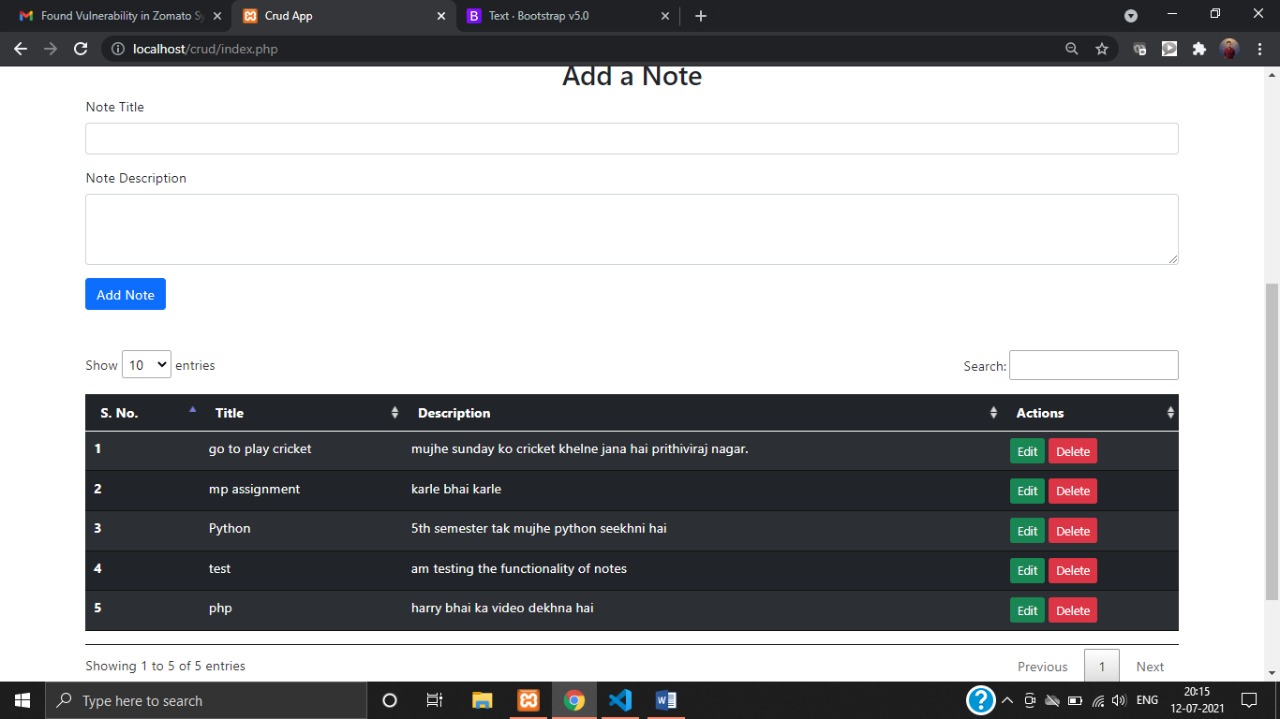 Found Vulnerability in Zomato Sy
Crud App
Text · Bootstrap v5.0
localhost/crud/index.php
Add a Note
Note Title
Note Description
Add Note
Show 10 entries
Search:
S. No. Title Description Actions
1 go to play cricket mujhe sunday ko cricket khelne jana hai prithiviraj nagar. Edit Delete
2 mp assignment karle bhai karle Edit Delete
3 Python 5th semester tak mujhe python seekhni hai Edit Delete
4 test am testing the functionality of notes Edit Delete
5 php harry bhai ka video dekhna hai Edit Delete
Showing 1 to 5 of 5 entries
Previous 1 Next
Type here to search
ENG
20:15
12-07-2021